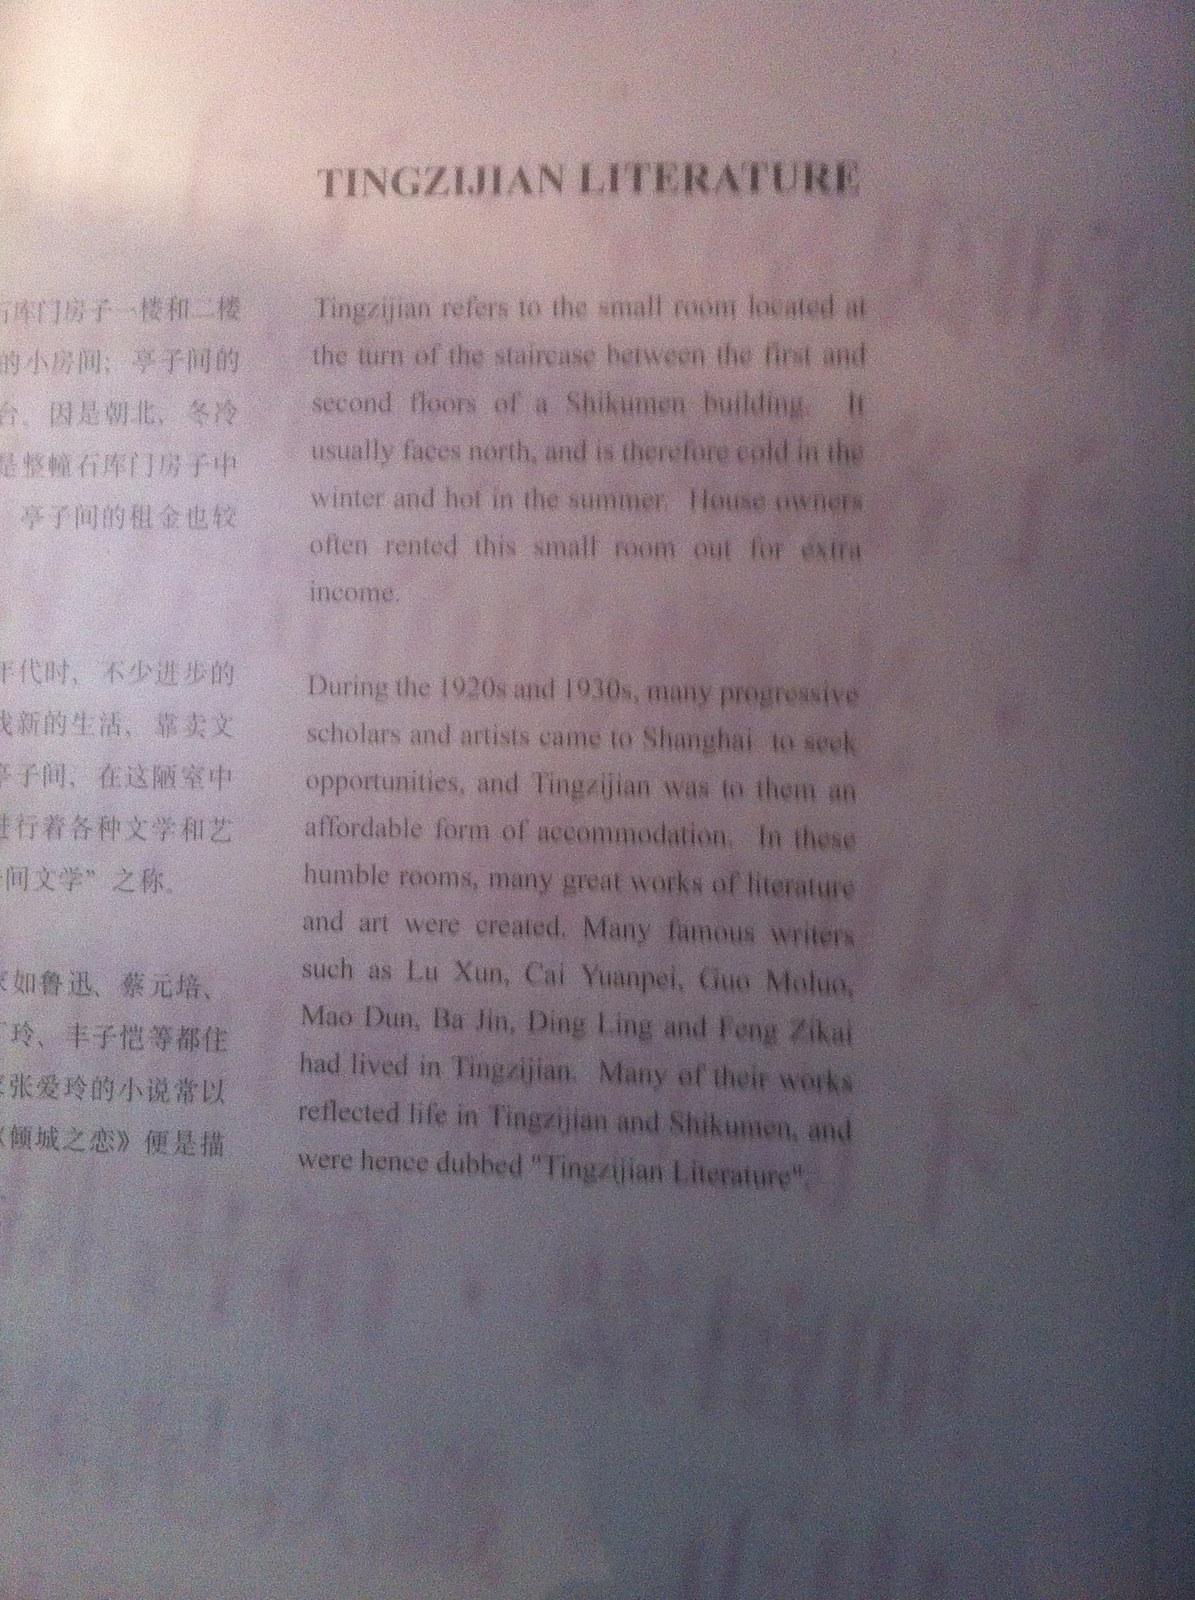 TINGZIJIAN LITERATURE
石库门房子一楼和二楼
的小房间；亭子间的
台。因是朝北，冬冷
是整幢石库门房子中
亭子间的租金也较
年代时，不少进步的
找新的生活，靠卖文
亭子间，在这陋室中
进行着各种文学和艺
子间文学”之称。
家如鲁迅、蔡元培、
丁玲、丰子恺等都住
家张爱玲的小说常以
《倾城之恋》便是描
Tingzijian refers to the small room located at
the turn of the staircase between the first and
second floors of a Shikumen building. It
usually faces north, and is therefore cold in the
winter and hot in the summer. House owners
often rented this small room out for extra
income.
During the 1920s and 1930s, many progressive
scholars and artists came to Shanghai to seek
opportunities, and Tingzijian was to them an
affordable form of accommodation. In these
humble rooms, many great works of literature
and art were created. Many famous writers
such as Lu Xun, Cai Yuanpei, Guo Moluo,
Mao Dun, Ba Jin, Ding Ling and Feng Zikai
had lived in Tingzijian. Many of their works
reflected life in Tingzijian and Shikumen, and
were hence dubbed "Tingzijian Literature".